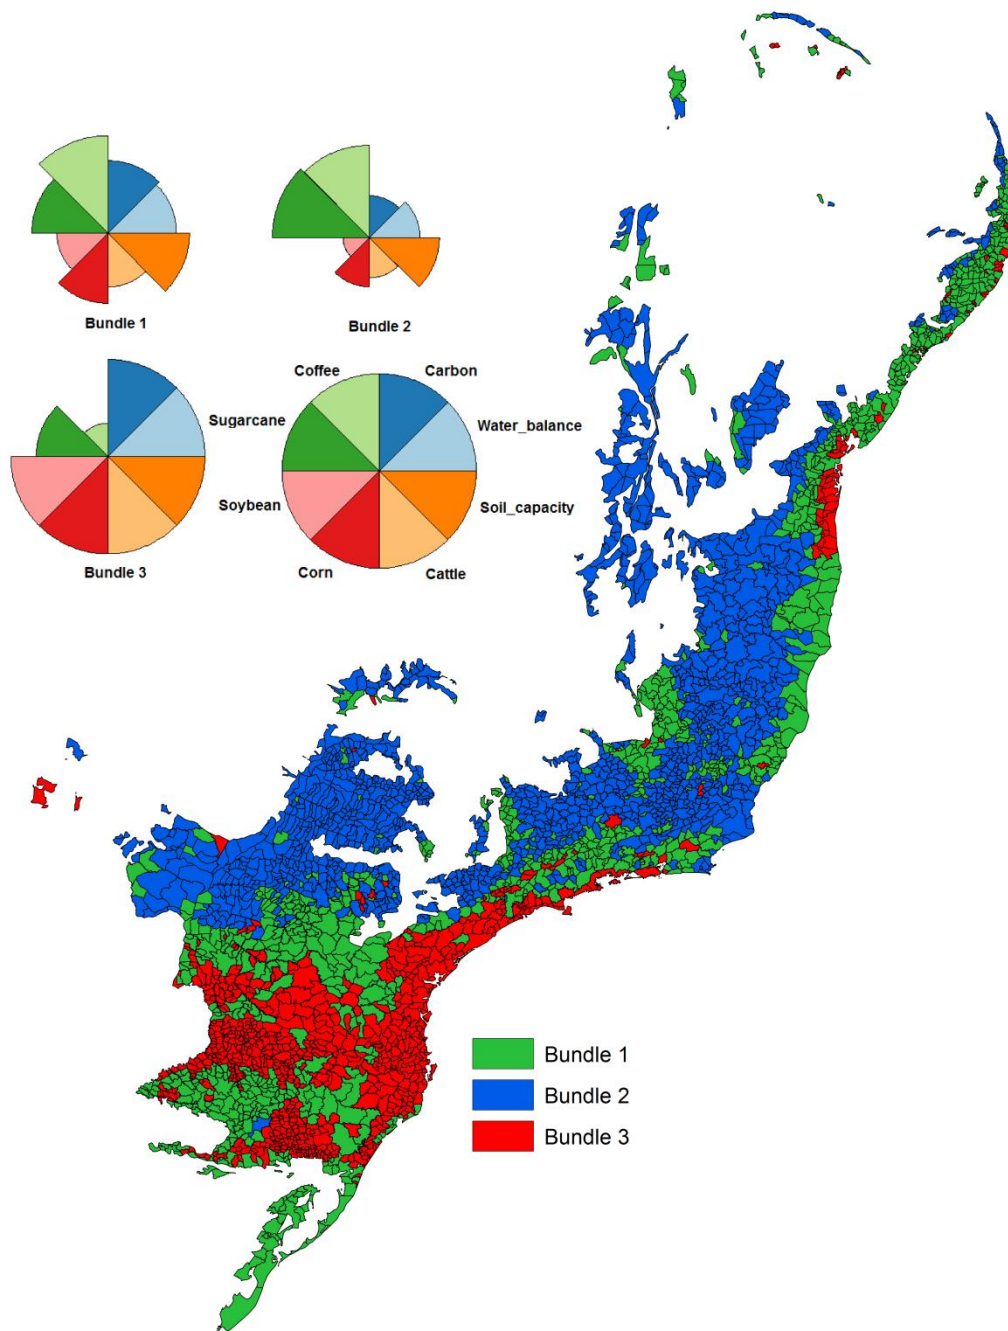 Bundle 1
Bundle 2
Coffee
Carbon
Sugarcane
Water_balance
Soybean
Soil_capacity
Bundle 3
Corn
Cattle
Bundle 1
Bundle 2
Bundle 3